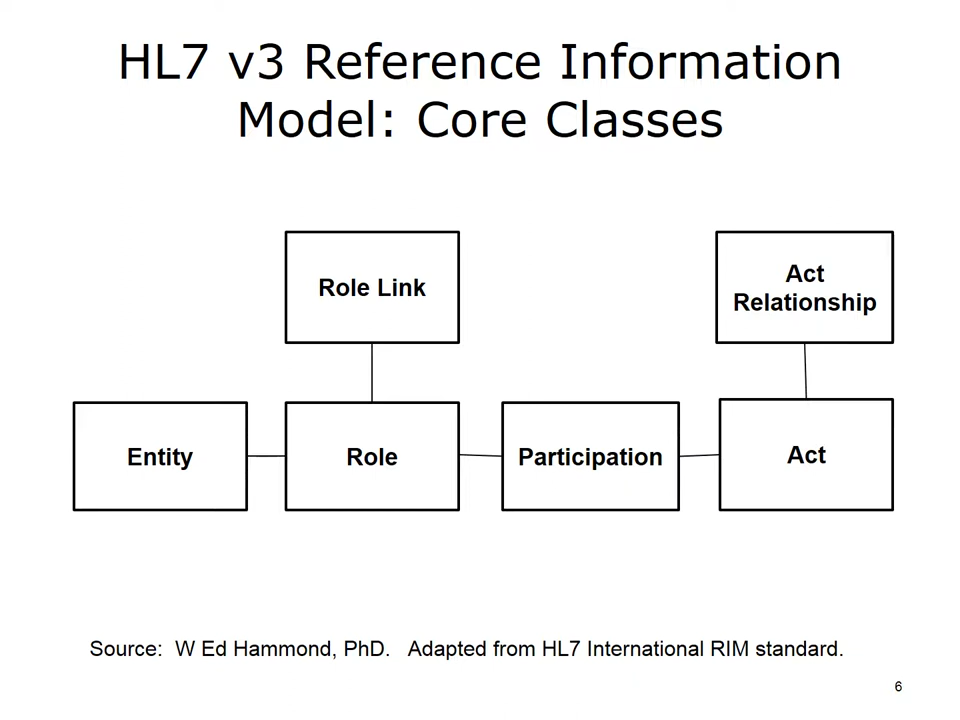 HL7 v3 Reference Information
Model: Core Classes
Role Link
Act
Relationship
Entity
Role
Participation
Act
Source:  W Ed Hammond, PhD.   Adapted from HL7 International RIM standard.
6